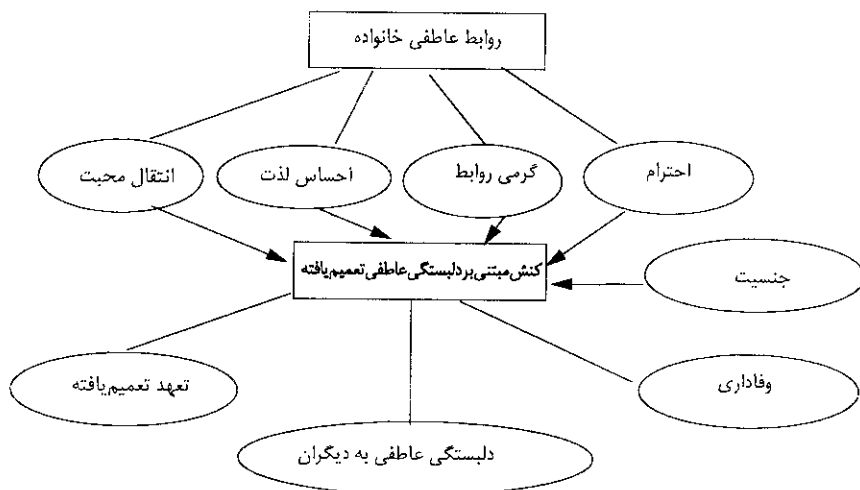 روابط عاطفی خانواده
احترام
گرمی روابط
احساس لذت
انتقال محبت
کنش مبتنی بر دلبستگی عاطفی تعمیم یافته
جنسیت
وفاداری
تعهد تعمیم یافته
دلبستگی عاطفی به دیگران